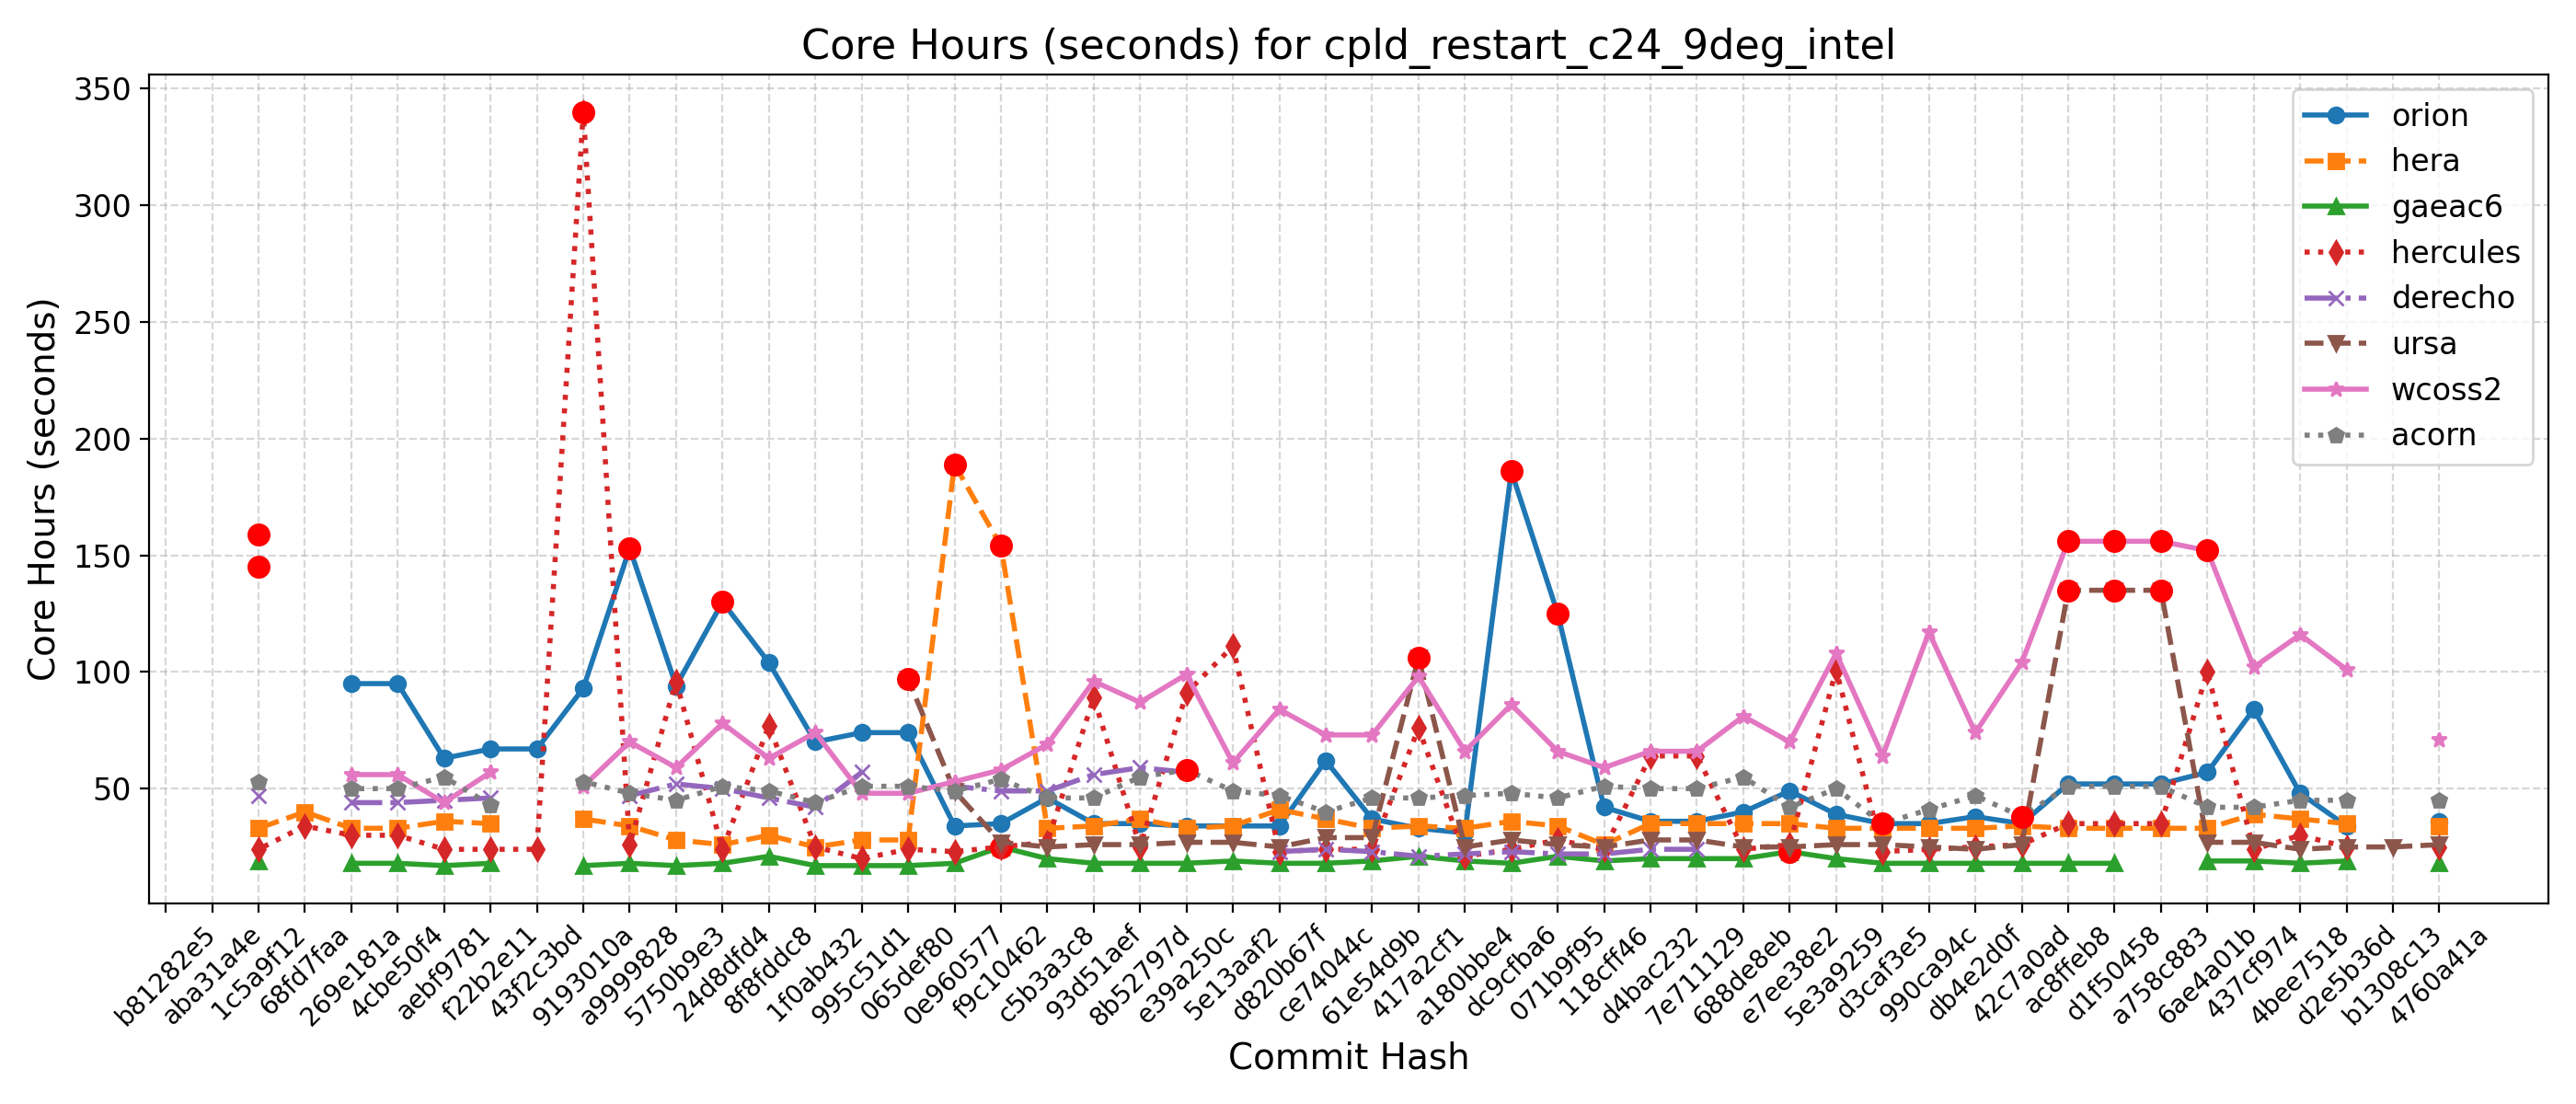 Core Hours (seconds) for cpld_restart_c24_9deg_intel
Core Hours (seconds)
350
300
250
200
150
100
50
orion
hera
gaeac6
hercules
derecho
ursa
wcoss2
acorn
b81282e5
aba31a4e
1c5a9f12
68fd7faa
269e181a
4cbe50f4
aebf9781
f22b2e11
43f2c3bd
9193010a
a9999828
5750b9e3
24d8dfd4
8f8fddc8
1f0ab432
995c51d1
065def80
0e960577
f9c10462
c5b3a3c8
93d51aef
8b52797d
e39a250c
5e13aaf2
d820b67f
ce74044c
61e54d9b
417a2cf1
a180bbe4
dc9cfba6
071b9f95
118cff46
d4bac232
7e711129
688de8eb
e7ee38e2
5e3a9259
d3caf3e5
990ca94c
db4e2d0f
42c7a0ad
ac8ffeb8
d1f50458
a758c883
6ae4a01b
437cf974
4bee7518
d2e5b36d
b1308c13
4760a41a
Commit Hash